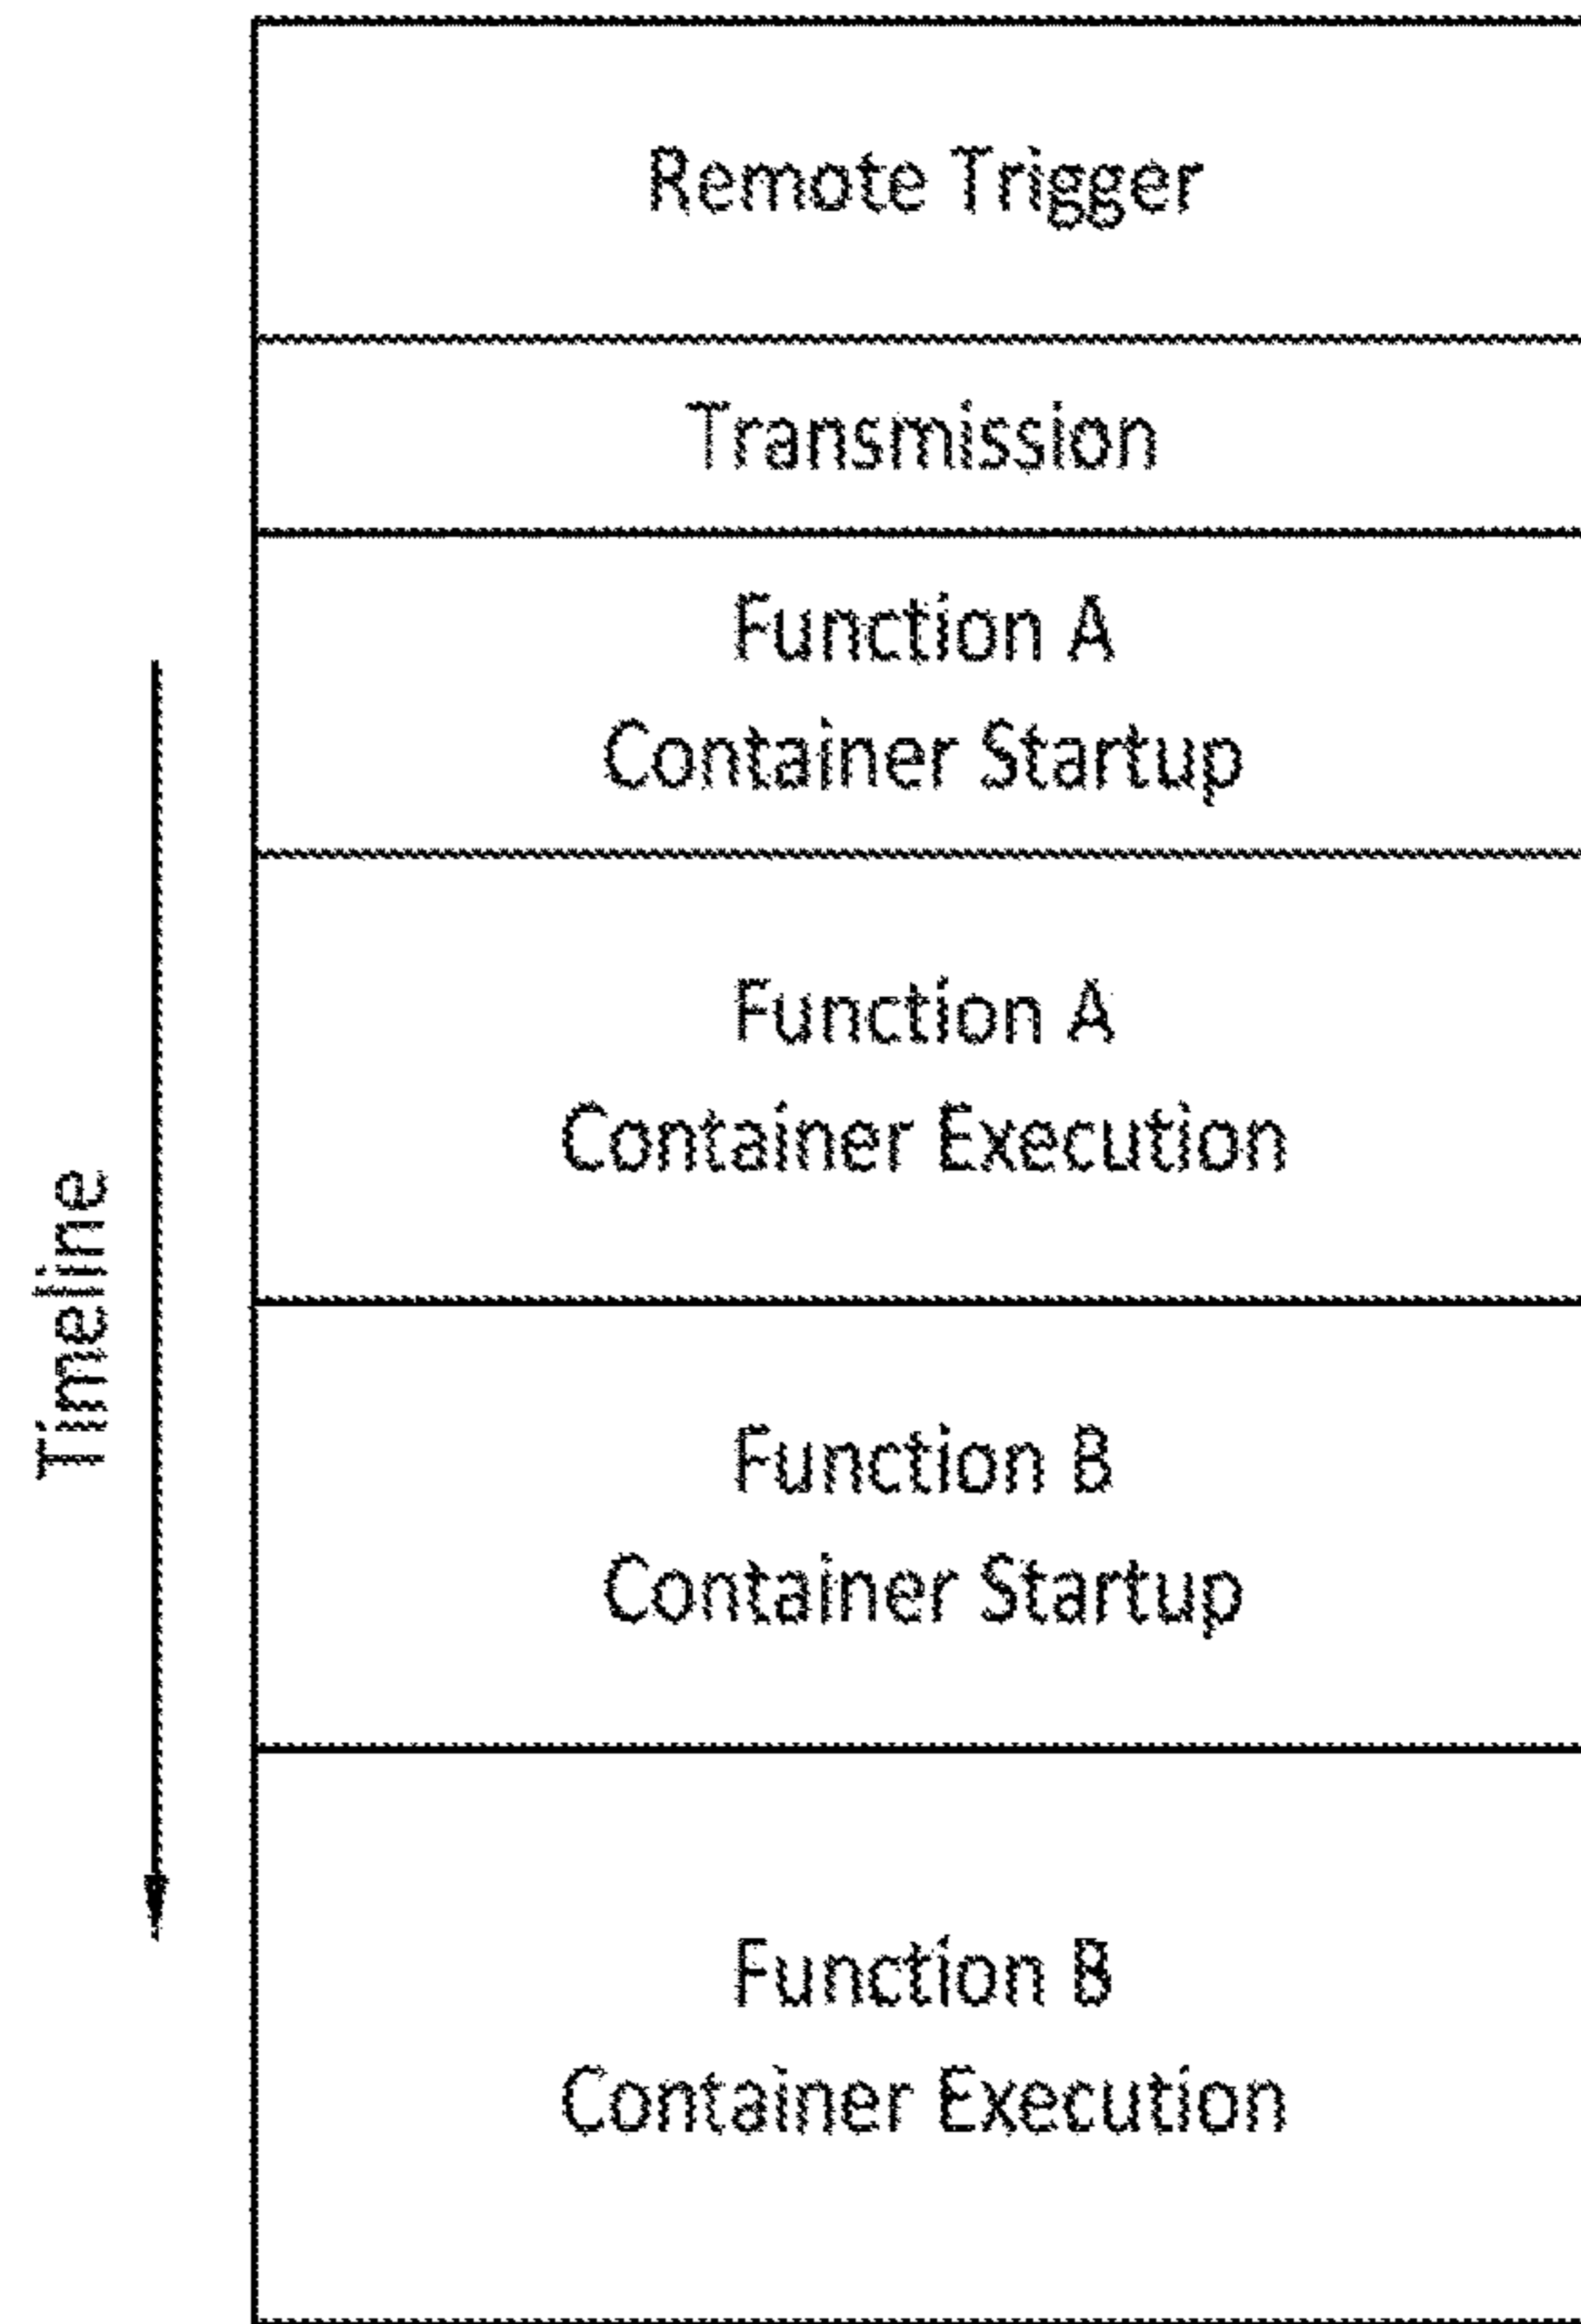 Remote Trigger
Transmission
Function A
Container Startup
Function A
Container Execution
Timeline
Function B
Container Startup
Function B
Container Execution